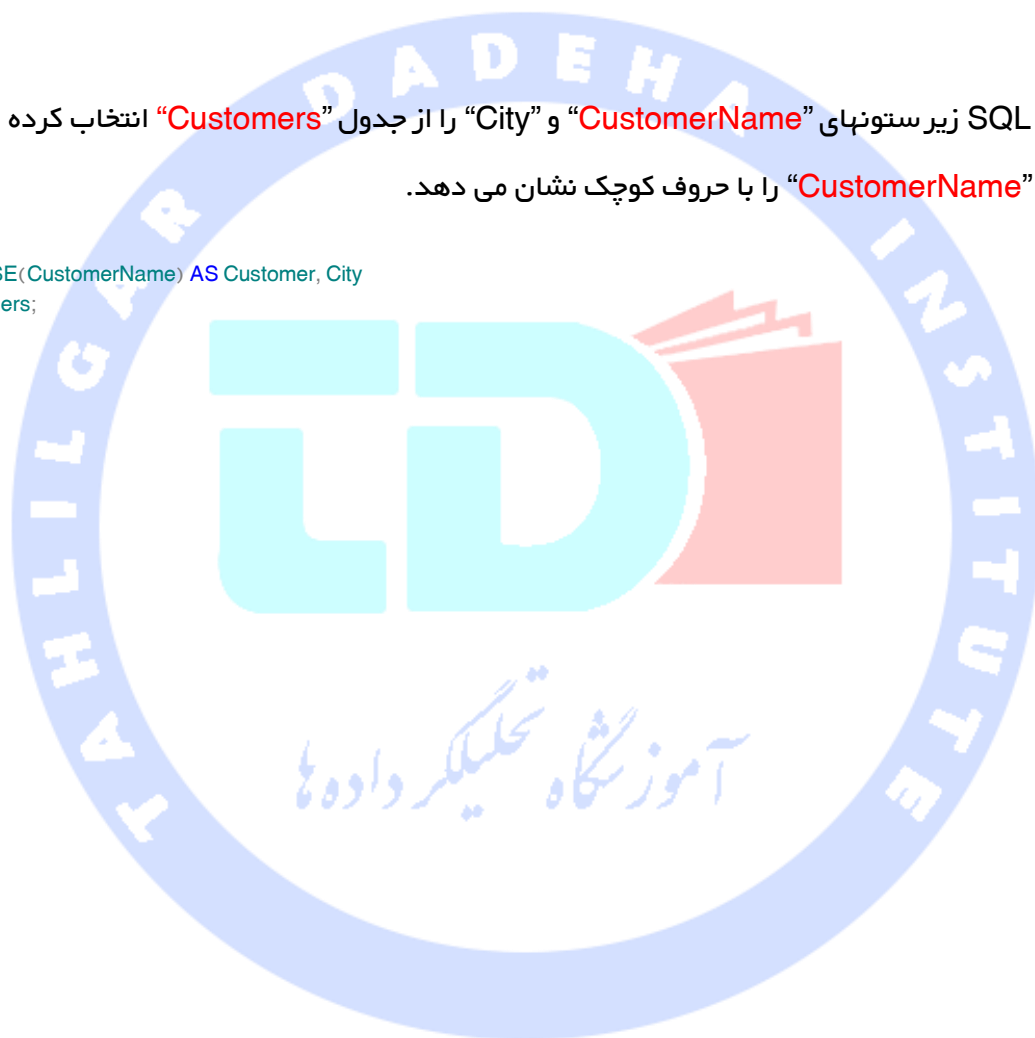 SQL زیر ستونهای "CustomerName" و "City" را از جدول "Customers" انتخاب کرده
"CustomerName" را با حروف کوچک نشان می دهد.
SE(CustomerName) AS Customer, City
ers;
TAHLILGAR DADEHA INSTITUTE
آموزشگاه تحلیلگر داده ها